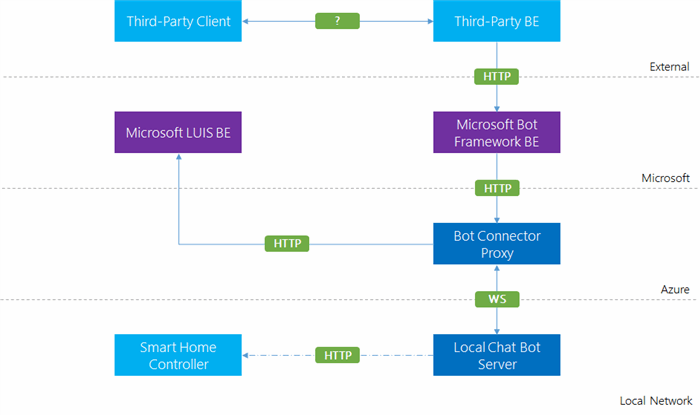 Third-Party Client
?
Third-Party BE
External
HTTP
Microsoft LUIS BE
Microsoft Bot
Framework BE
Microsoft
HTTP
HTTP
Bot Connector
Proxy
Azure
WS
Smart Home
Controller
HTTP
Local Chat Bot
Server
Local Network